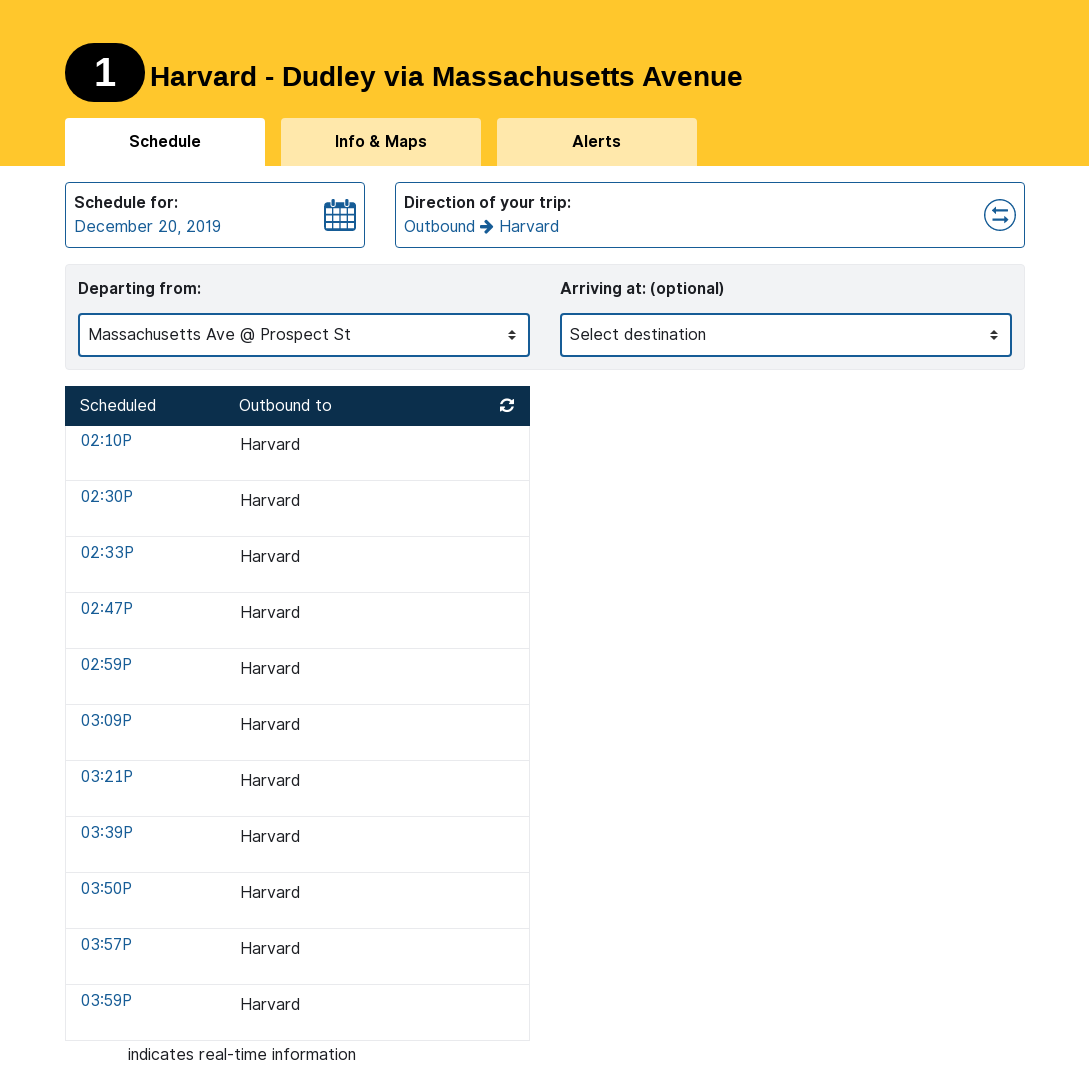 1 Harvard - Dudley via Massachusetts Avenue
Schedule Info & Maps Alerts
Schedule for:
December 20, 2019
Direction of your trip:
Outbound Harvard
Departing from:
Massachusetts Ave @ Prospect St
Arriving at: (optional)
Select destination
Scheduled Outbound to
02:10P Harvard
02:30P Harvard
02:33P Harvard
02:47P Harvard
02:59P Harvard
03:09P Harvard
03:21P Harvard
03:39P Harvard
03:50P Harvard
03:57P Harvard
03:59P Harvard
indicates real-time information